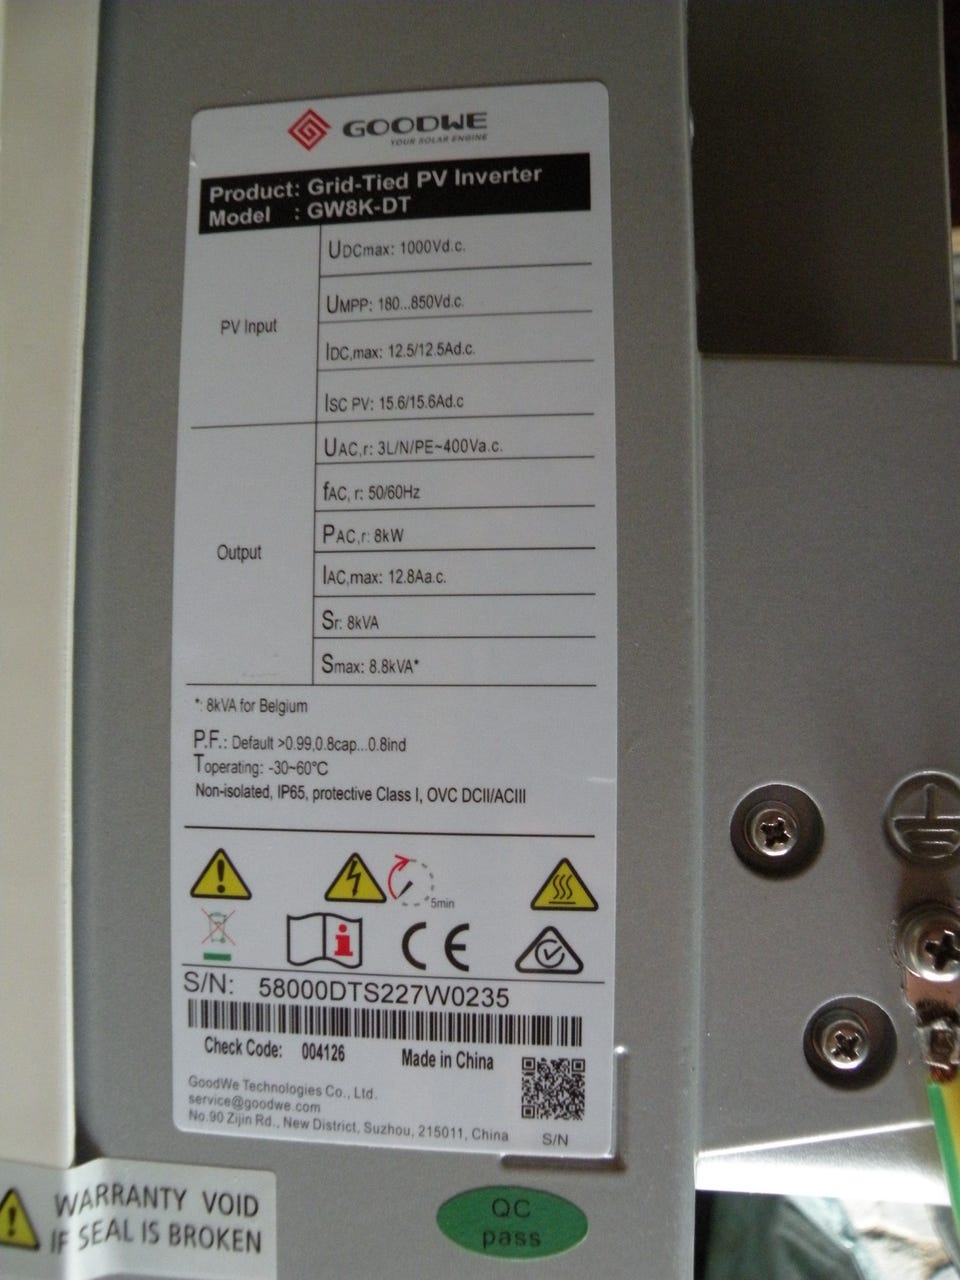 GOODWE
YOUR SOLAR ENGINE
Product: Grid-Tied PV Inverter
Model : GW8K-DT
PV Input
UDCmax: 1000Vd.c.
UMPP: 180...850Vd.c.
IDC,max: 12.5/12.5Ad.c.
ISC PV: 15.6/15.6Ad.c
Output
UAC,r: 3L/N/PE~400Va.c.
fAC, r: 50/60Hz
PAC,r: 8kW
IAC,max: 12.8Aa.c.
Sr: 8kVA
Smax: 8.8kVA*
*: 8kVA for Belgium
P.F.: Default >0.99,0.8cap...0.8ind
Toperating: -30~60°C
Non-isolated, IP65, protective Class I, OVC DCII/ACIII
5min
CE
S/N: 58000DTS227W0235
Check Code: 004126 Made in China
GoodWe Technologies Co., Ltd.
service@goodwe.com
No.90 Zijin Rd., New District, Suzhou, 215011, China
S/N
WARRANTY VOID
IF SEAL IS BROKEN
QC
pass